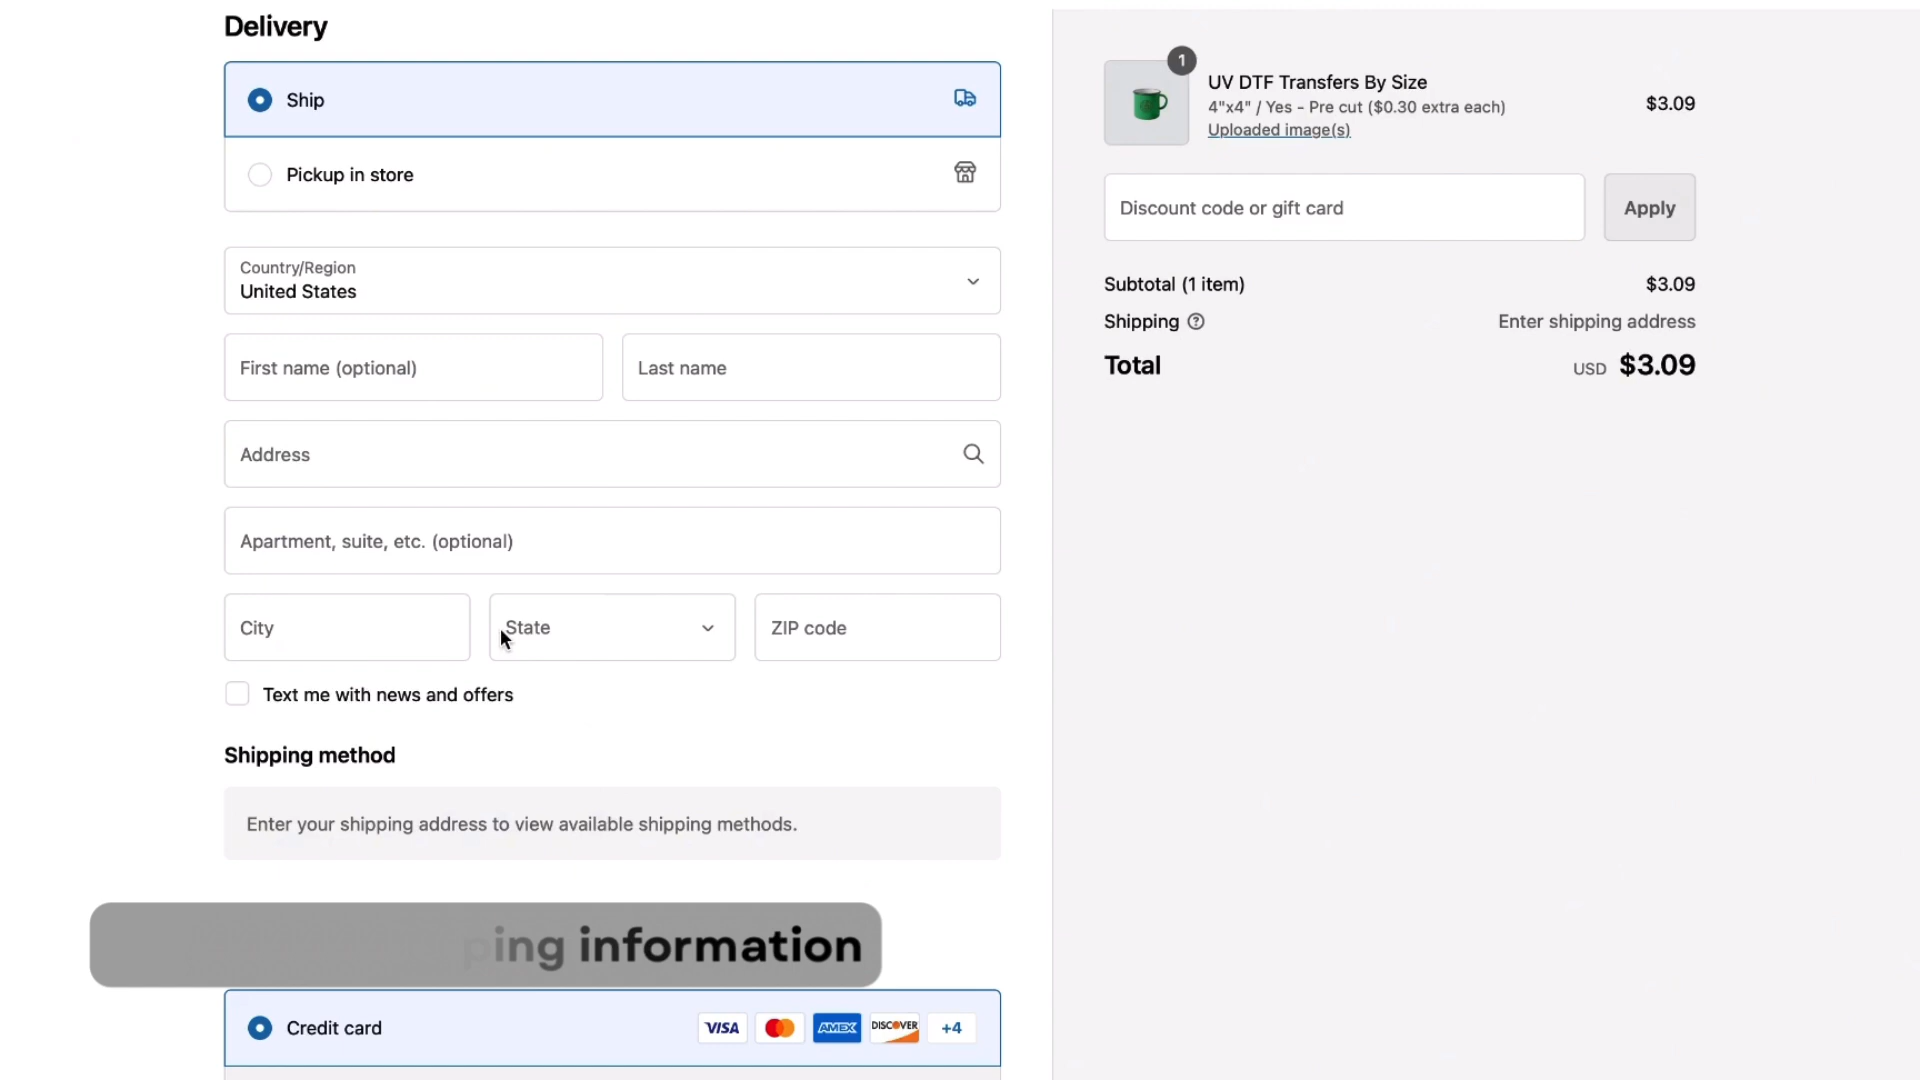 Delivery
Ship
Pickup in store
Country/Region
United States
First name (optional)
Last name
Address
Apartment, suite, etc. (optional)
City
State
ZIP code
Text me with news and offers
Shipping method
Enter your shipping address to view available shipping methods.
ping information
Credit card
VISA
AMEX
DISCOVER
+4
1
UV DTF Transfers By Size
4"x4" / Yes - Pre cut ($0.30 extra each)
Uploaded image(s)
$3.09
Discount code or gift card
Apply
Subtotal (1 item)
$3.09
Shipping
Enter shipping address
Total
USD $3.09